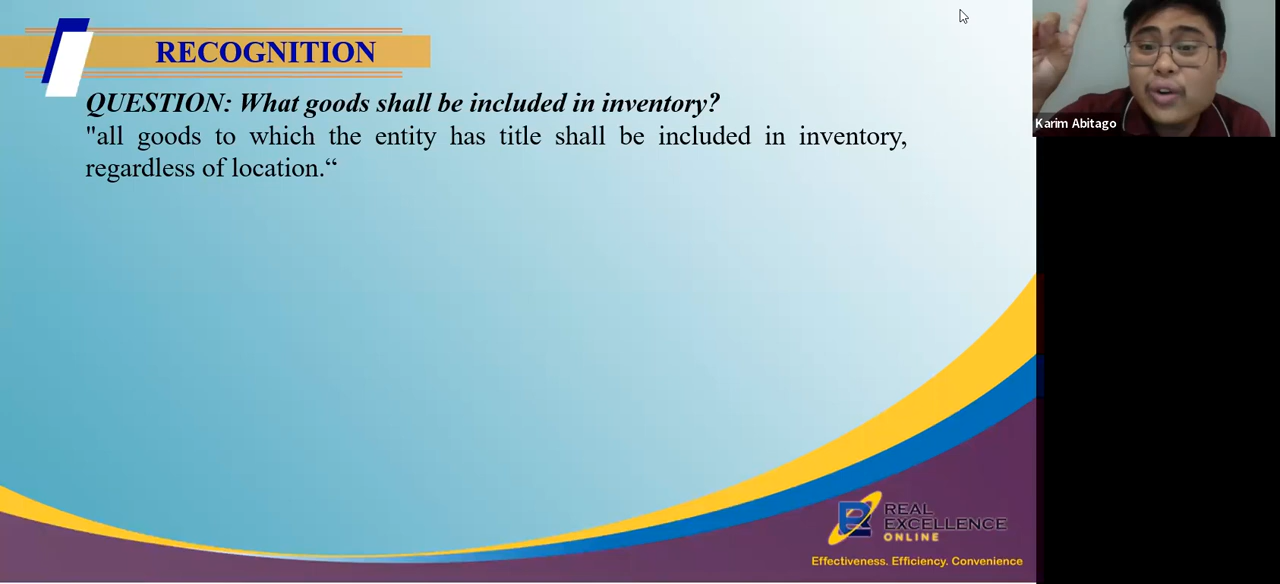 RECOGNITION
QUESTION: What goods shall be included in inventory?
"all goods to which the entity has title shall be included in inventory,
regardless of location.“
Karim Abitago
REAL
EXCELLENCE
ONLINE
Effectiveness. Efficiency. Convenience